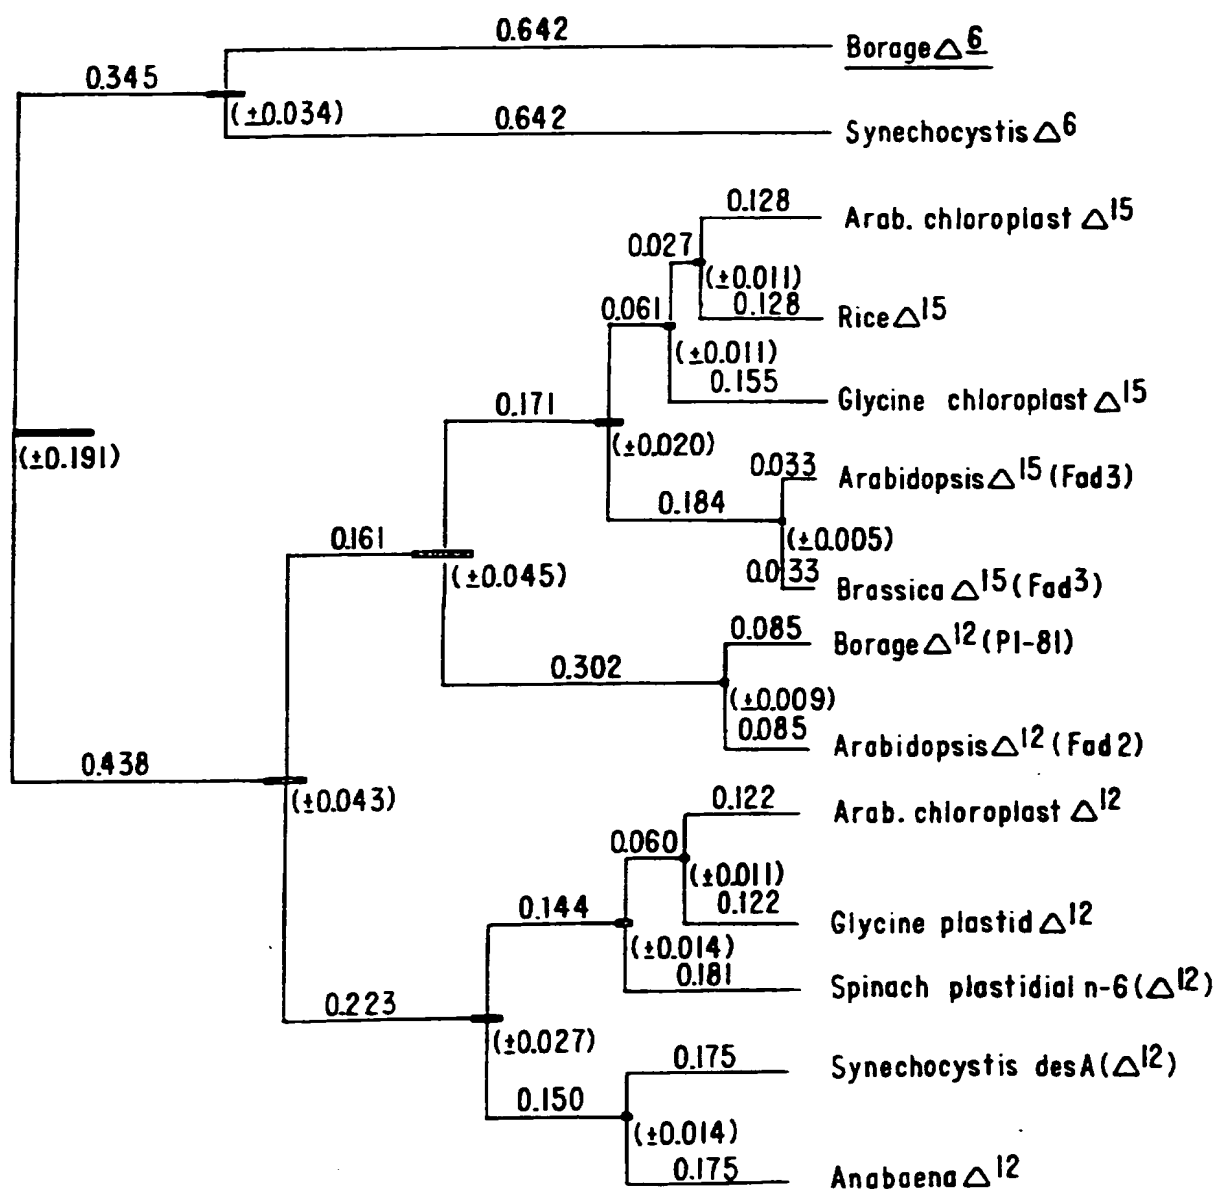 0.642
Borage △6
0.345
(±0.034)
0.642
Synechocystis △6
0.128
Arab. chloroplast △15
0.027
(±0.011)
0.128
Rice △15
0.061
(±0.011)
0.155
Glycine chloroplast △15
0.171
(±0.020)
(±0.191)
0.033
Arabidopsis △15 (Fad3)
0.184
(±0.005)
0.161
(±0.045)
0.033
Brassica △15 (Fad3)
0.085
Borage △12 (P1-81)
0.302
(±0.009)
0.085
Arabidopsis △12 (Fad2)
0.438
(±0.043)
0.122
Arab. chloroplast △12
0.060
(±0.011)
0.122
Glycine plastid △12
0.144
(±0.014)
0.181
Spinach plastidial n-6 (△12)
0.223
(±0.027)
0.175
Synechocystis desA (△12)
0.150
(±0.014)
0.175
Anabaena △12